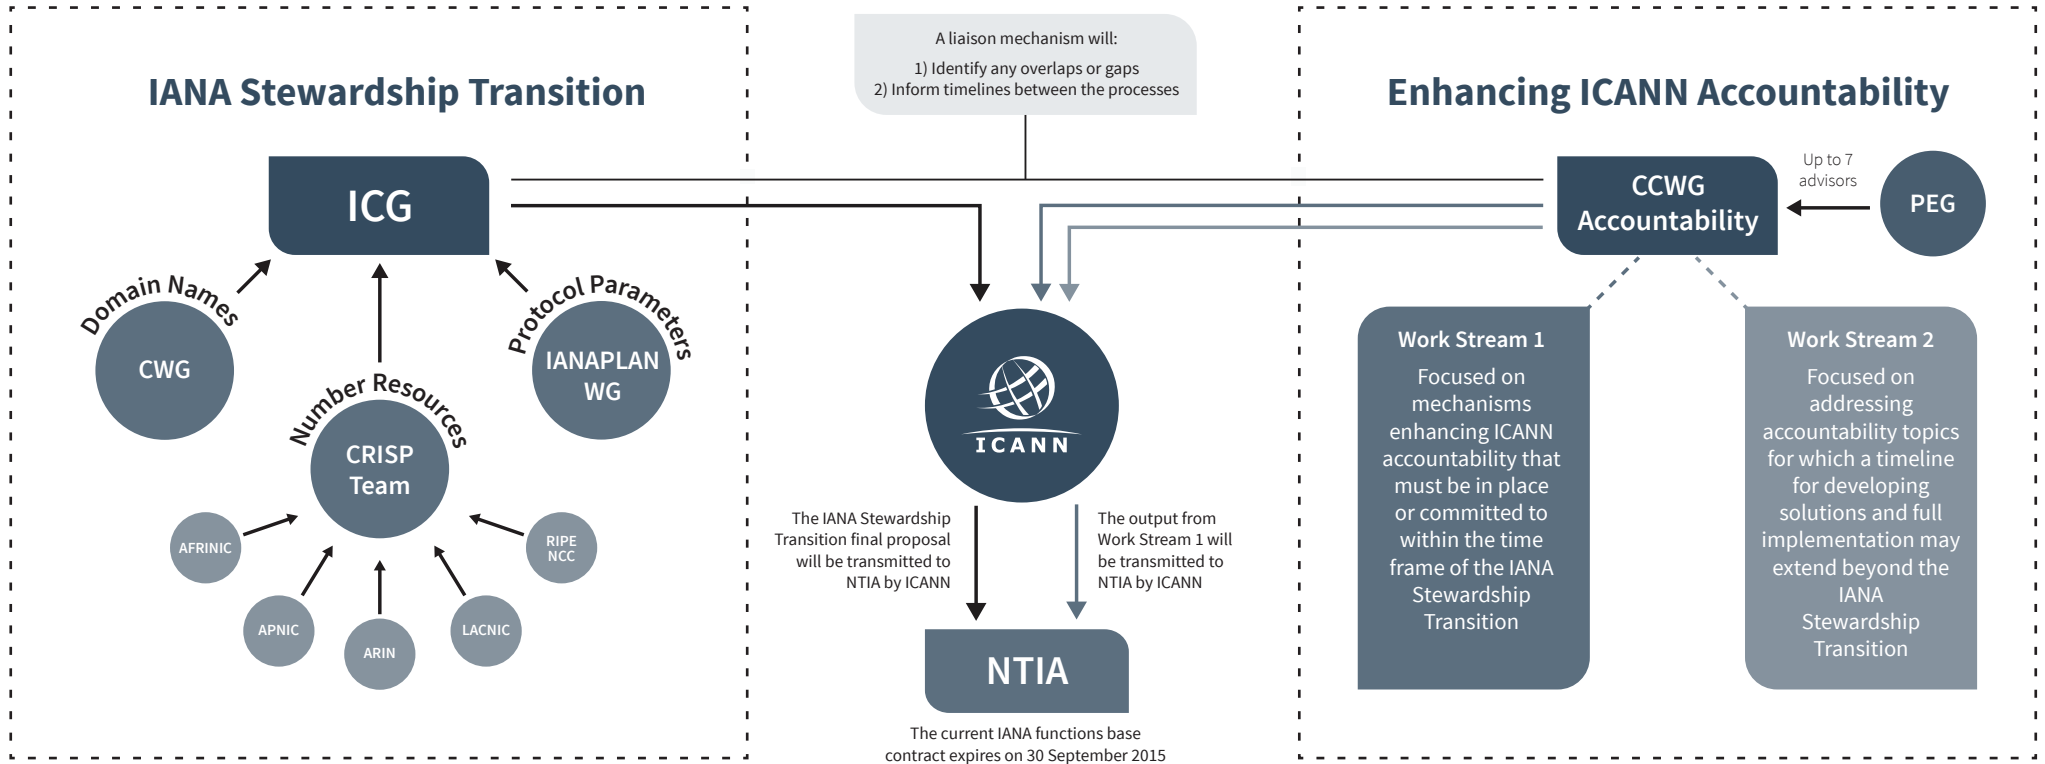 IANA Stewardship Transition
ICG
Domain Names
CWG
Number Resources
CRISP
Team
Protocol Parameters
IANAPLAN
WG
AFRINIC
APNIC
ARIN
LACNIC
RIPE
NCC
A liaison mechanism will:
1) Identify any overlaps or gaps
2) Inform timelines between the processes
ICANN
The IANA Stewardship
Transition final proposal
will be transmitted to
NTIA by ICANN
The output from
Work Stream 1 will
be transmitted to
NTIA by ICANN
NTIA
The current IANA functions base
contract expires on 30 September 2015
Enhancing ICANN Accountability
CCWG
Accountability
Up to 7
advisors
PEG
Work Stream 1
Focused on
mechanisms
enhancing ICANN
accountability that
must be in place
or committed to
within the time
frame of the IANA
Stewardship
Transition
Work Stream 2
Focused on
addressing
accountability topics
for which a timeline
for developing
solutions and full
implementation may
extend beyond the
IANA
Stewardship
Transition